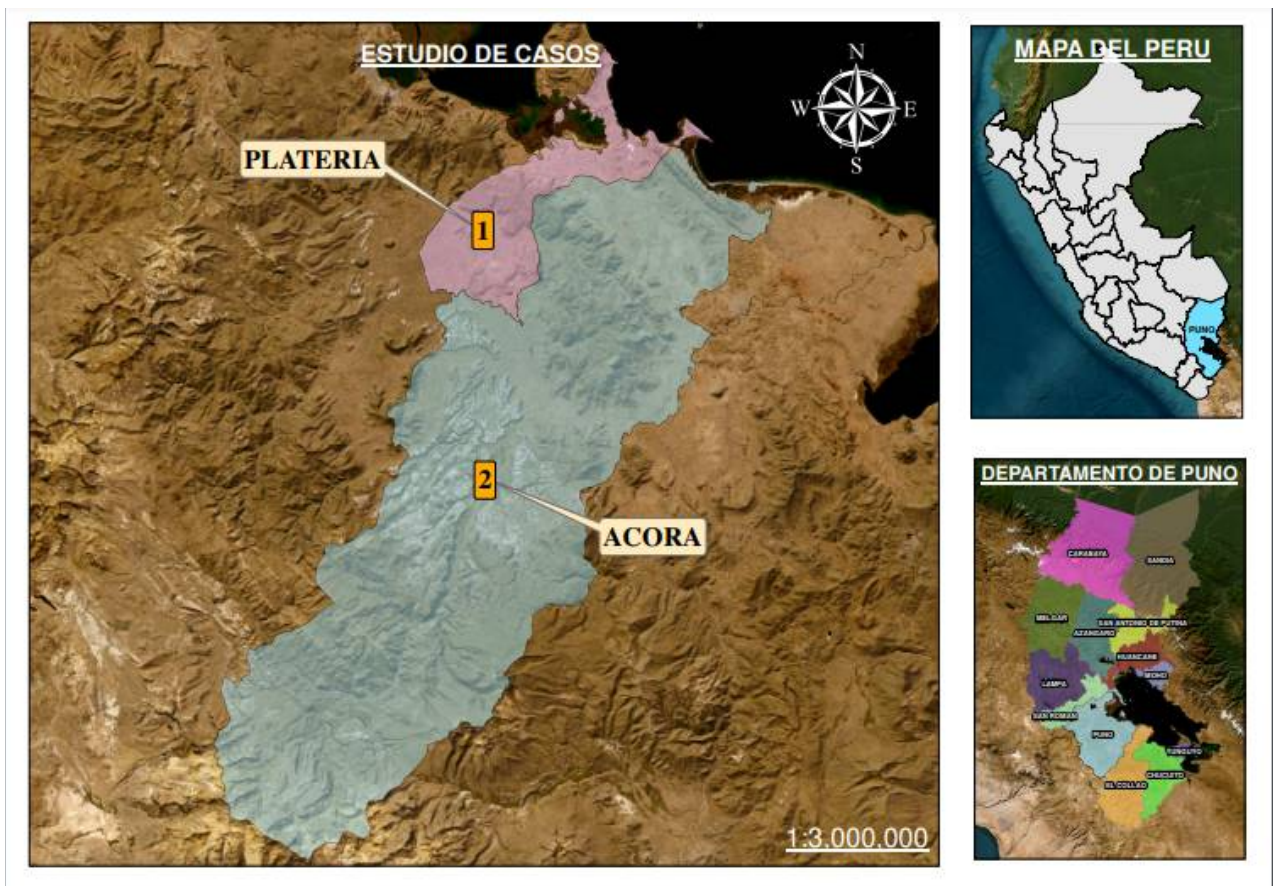 ESTUDIO DE CASOS
N
W
E
S
PLATERIA
1
2
ACORA
1:3,000,000
MAPA DEL PERU
PUNO
DEPARTAMENTO DE PUNO
CARABAYA
SANDIA
MELGAR
AZANGARO
SAN ANTONIO DE PUTINA
HUANCANE
MOHO
LAMPA
SAN ROMAN
PUNO
YUNGUYO
CHUCUITO
EL COLLAO